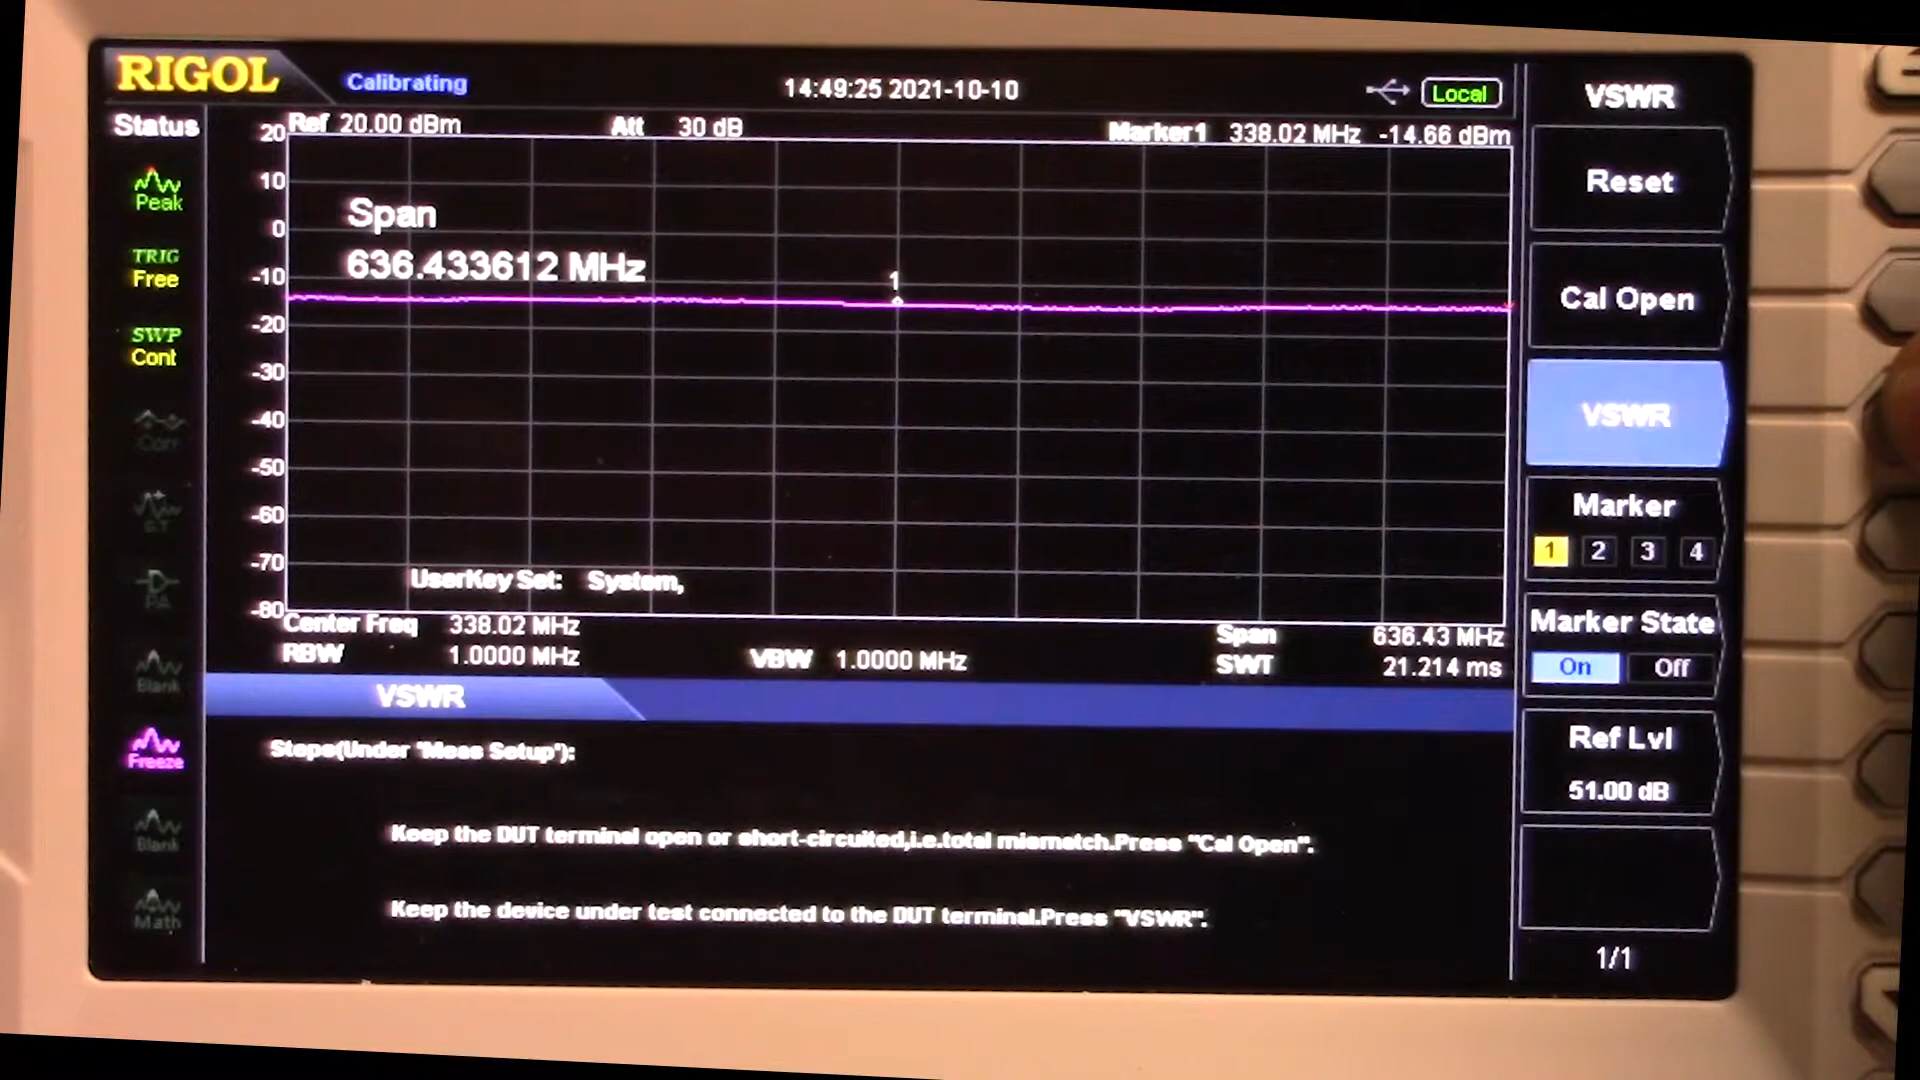 RIGOL Calibrating 14:49:25 2021-10-10 Local
Status
Ref 20.00 dBm Att 30 dB Marker1 338.02 MHz -14.66 dBm
20
10
0
-10
-20
-30
-40
-50
-60
-70
-80
Span
636.433612 MHz
1
UserKey Set: System,
Center Freq 338.02 MHz Span 636.43 MHz
RBW 1.0000 MHz VBW 1.0000 MHz SWT 21.214 ms
VSWR
Steps(Under "Meas Setup"):
Keep the DUT terminal open or short-circuited,i.e.total mismatch.Press "Cal Open".
Keep the device under test connected to the DUT terminal.Press "VSWR".
Peak
TRIG
Free
SWP
Cont
Corr
ST
PA
Blank
Freeze
Blank
Math
VSWR
Reset
Cal Open
VSWR
Marker
1 2 3 4
Marker State
On Off
Ref Lvl
51.00 dB
1/1